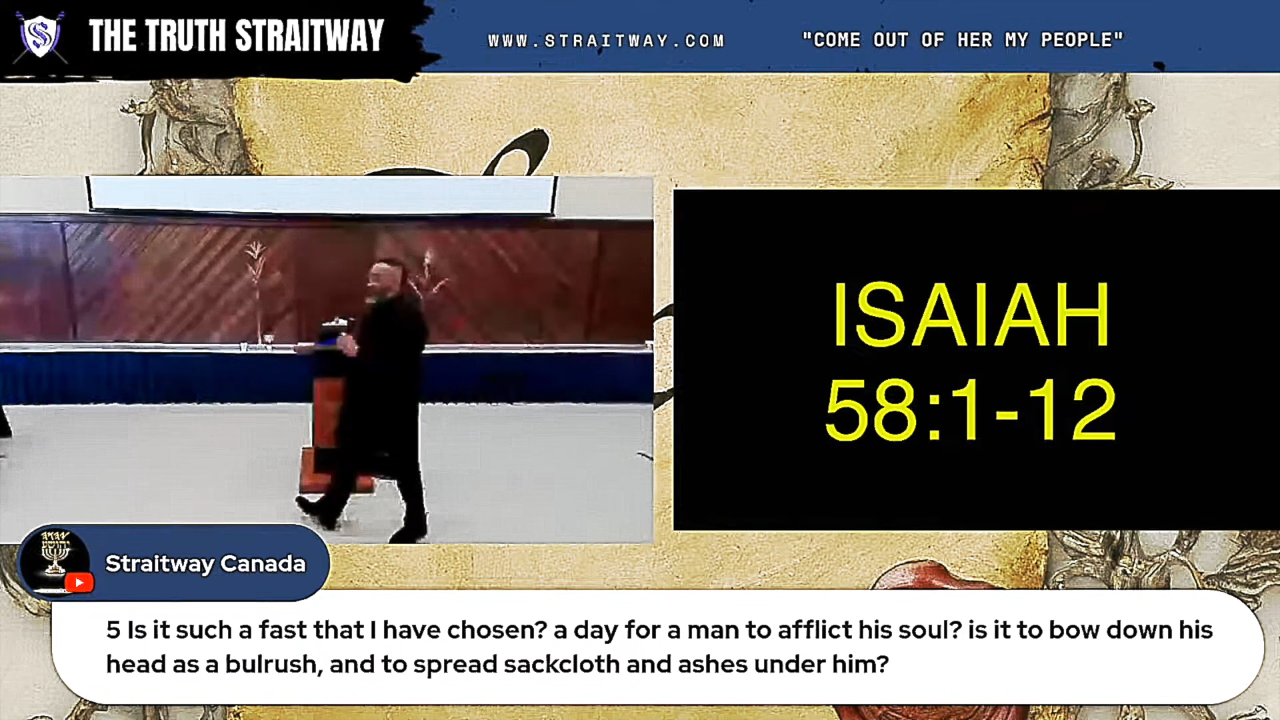 THE TRUTH STRAITWAY
WWW.STRAITWAY.COM
"COME OUT OF HER MY PEOPLE"
ISAIAH
58:1-12
Straitway Canada
5 Is it such a fast that I have chosen? a day for a man to afflict his soul? is it to bow down his
head as a bulrush, and to spread sackcloth and ashes under him?